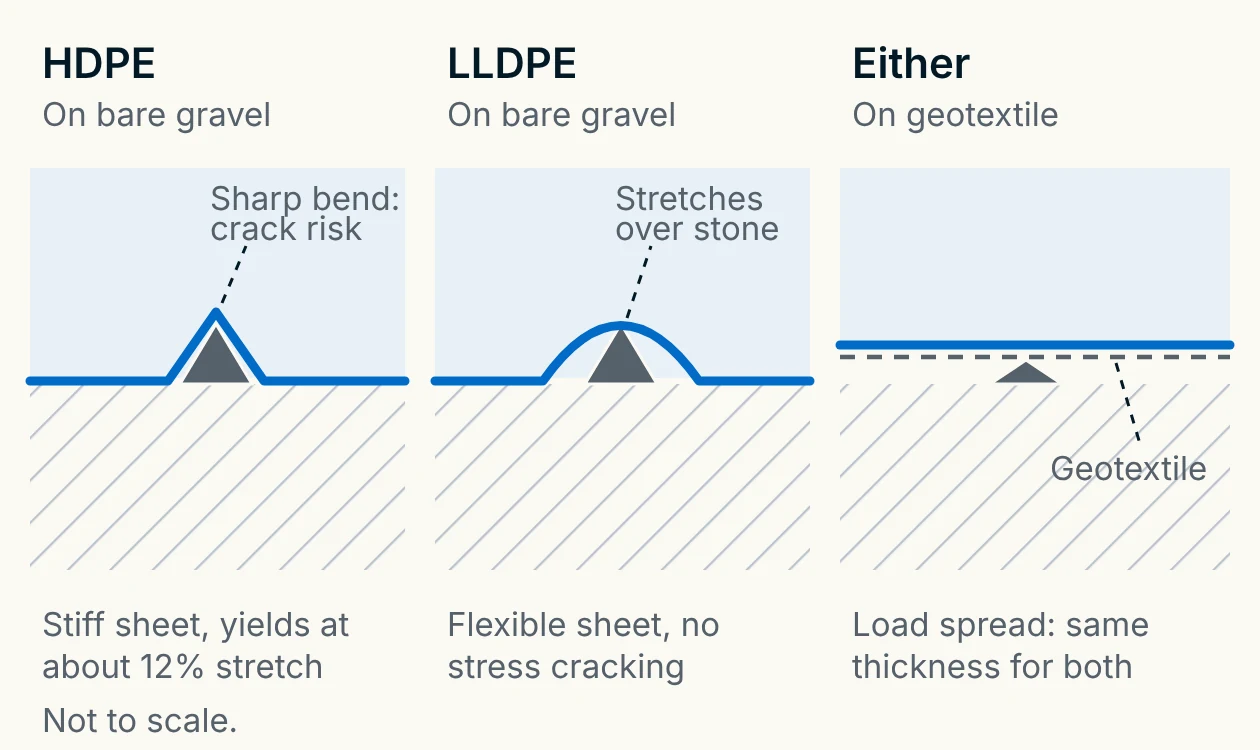 HDPE
On bare gravel
Sharp bend:
crack risk
Stiff sheet, yields at
about 12% stretch
LLDPE
On bare gravel
Stretches
over stone
Flexible sheet, no
stress cracking
Either
On geotextile
Geotextile
Load spread: same
thickness for both
Not to scale.